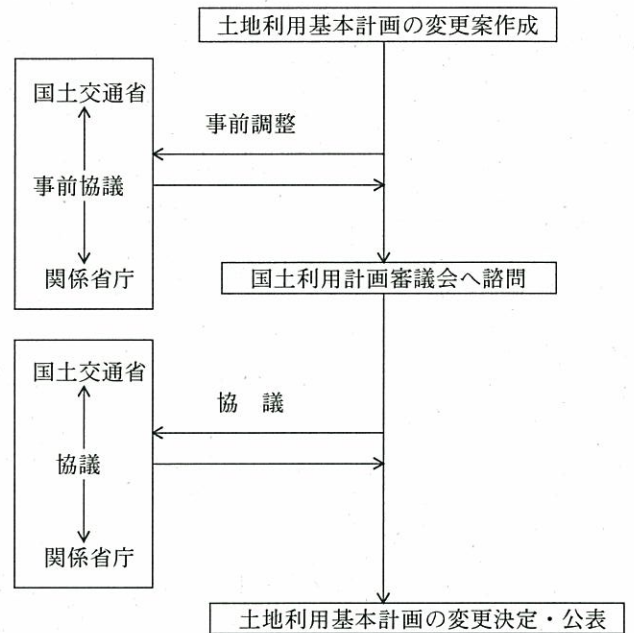 土地利用基本計画の変更案作成
国土交通省
事前調整
事前協議
関係省庁
国土利用計画審議会へ諮問
国土交通省
協 議
協議
関係省庁
土地利用基本計画の変更決定・公表